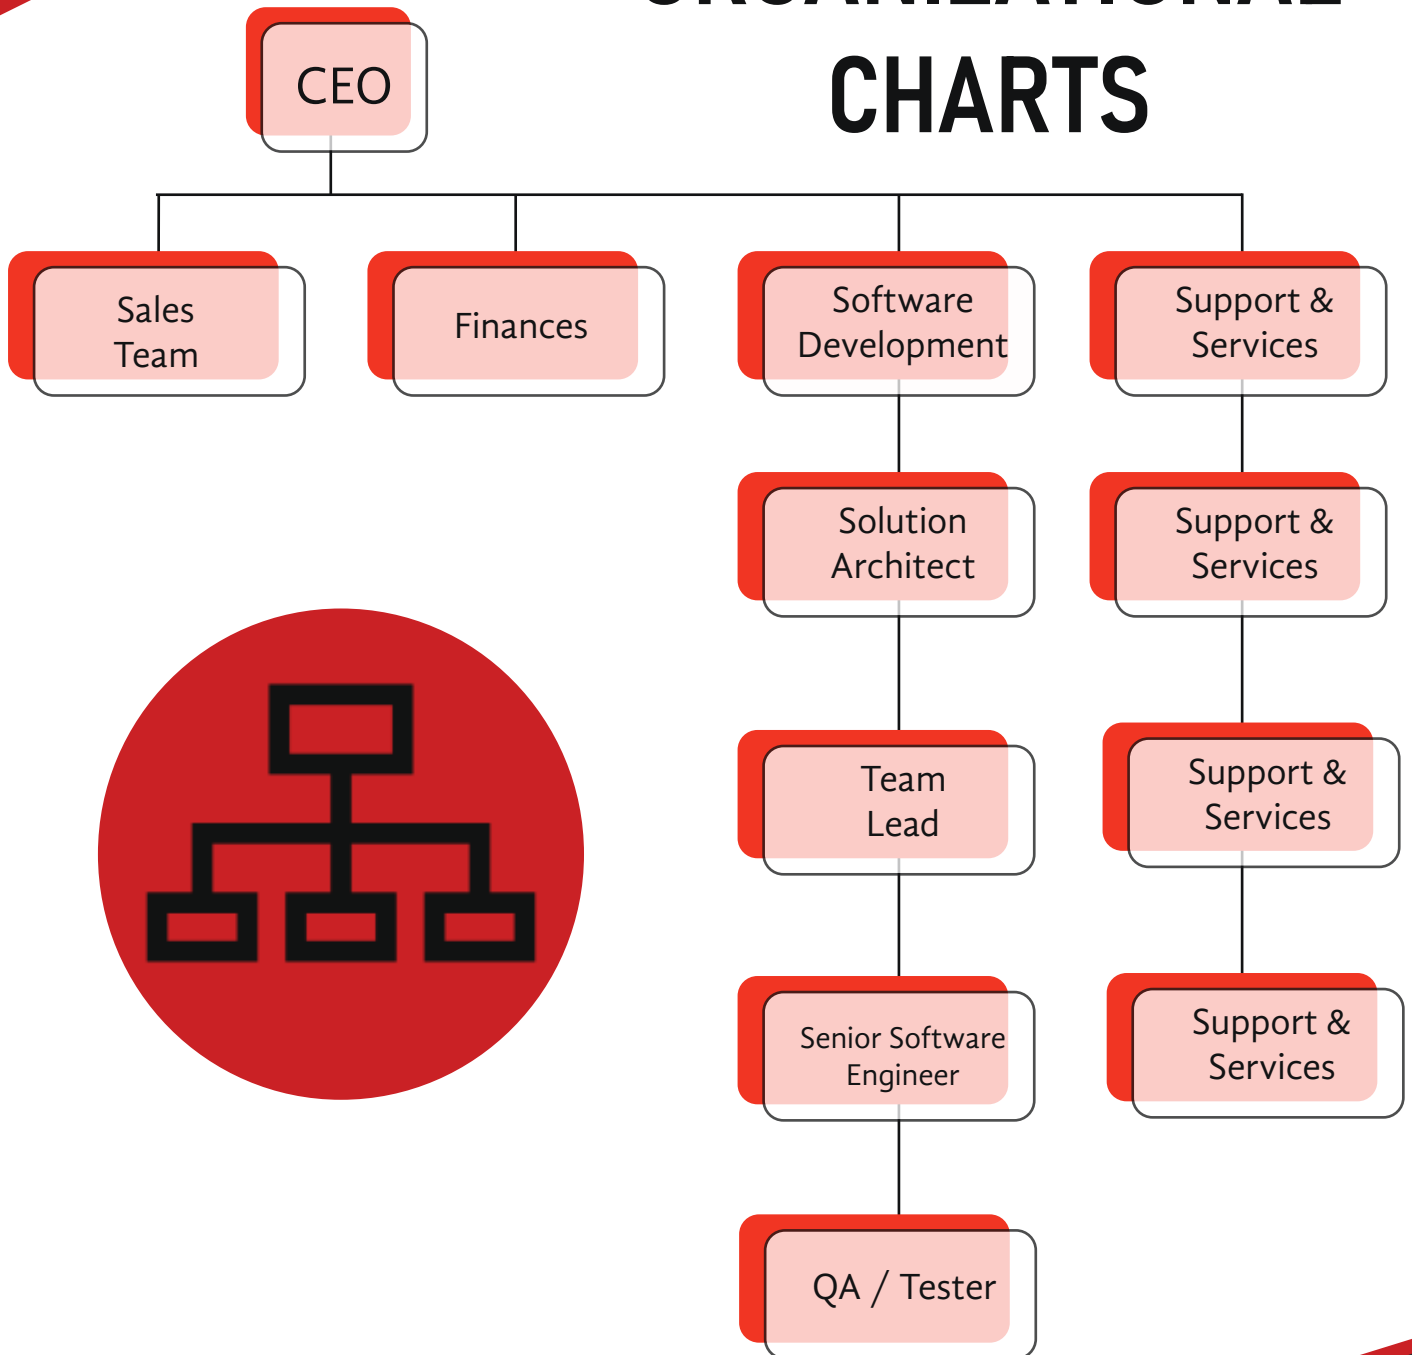 ORGANIZATIONAL
CHARTS
CEO
Sales
Team
Finances
Software
Development
Support &
Services
Solution
Architect
Support &
Services
Team
Lead
Support &
Services
Senior Software
Engineer
Support &
Services
QA / Tester